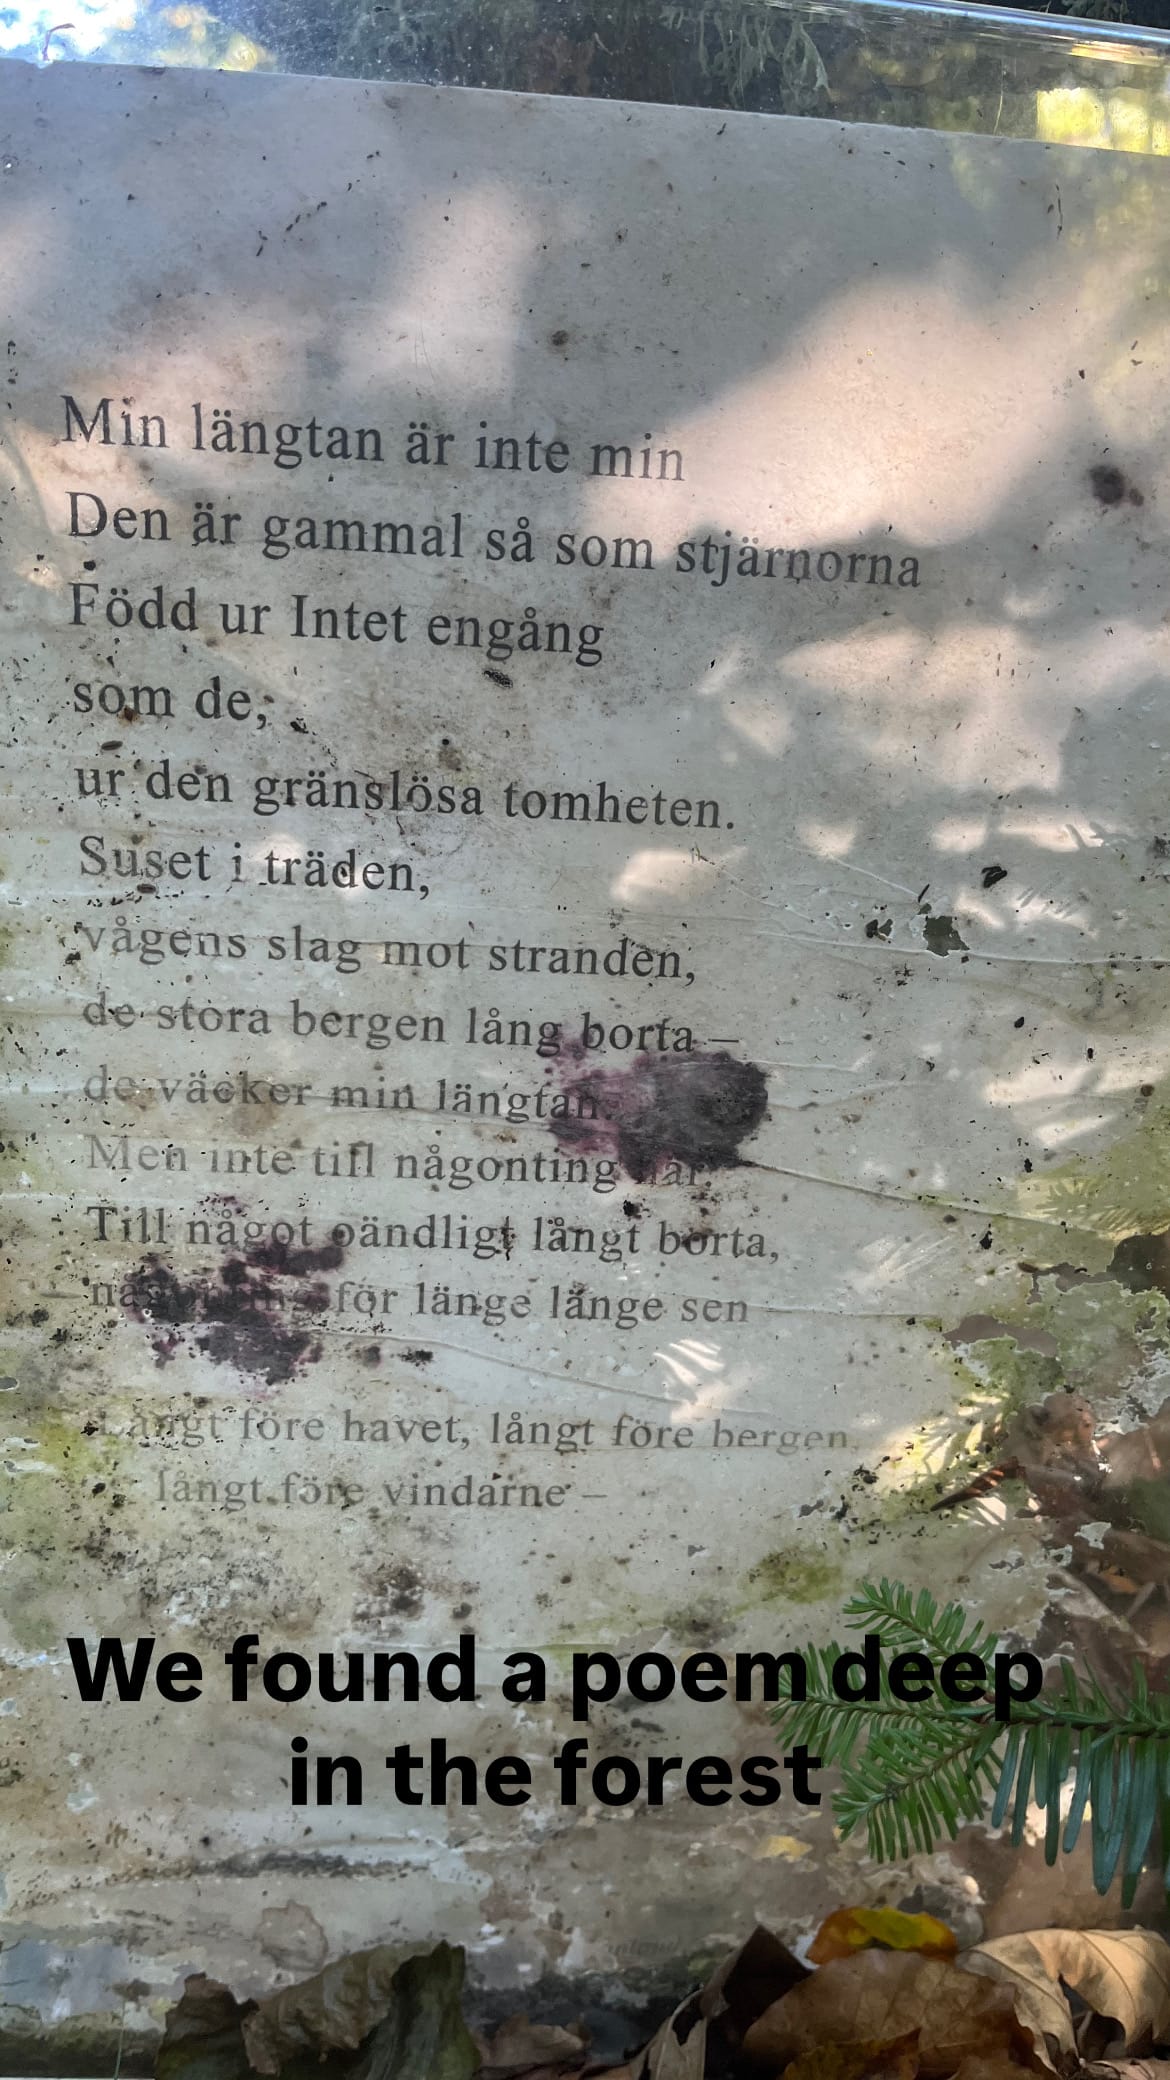 Min längtan är inte min
Den är gammal så som stjärnorna
Född ur Intet engång
som de,
ur den gränslösa tomheten.
Suset i träden,
vågens slag mot stranden,
de stora bergen lång borta –
de väcker min längtan.
Men inte till någonting när.
Till något oändligt långt borta,
någonting för länge länge sen
Långt före havet, långt före bergen,
långt före vindarne –
We found a poem deep
in the forest